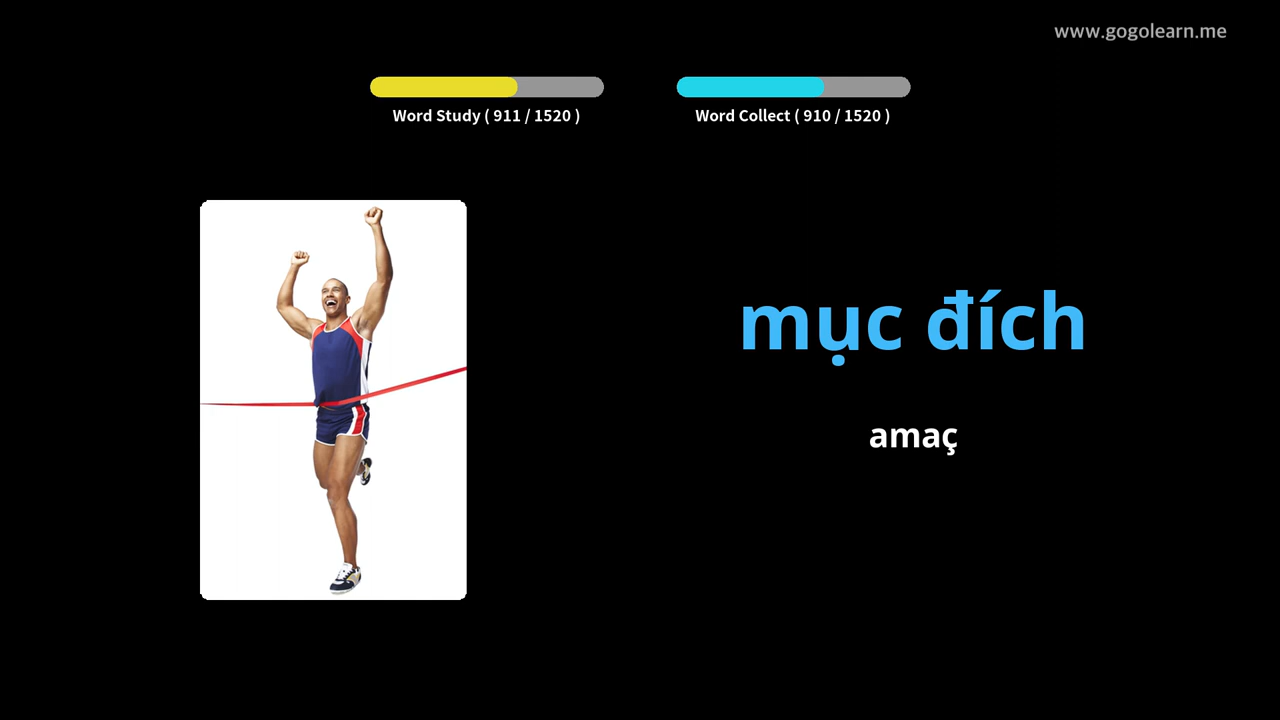 www.gogolearn.me
Word Study ( 911 / 1520 )
Word Collect ( 910 / 1520 )
mục đích
amaç